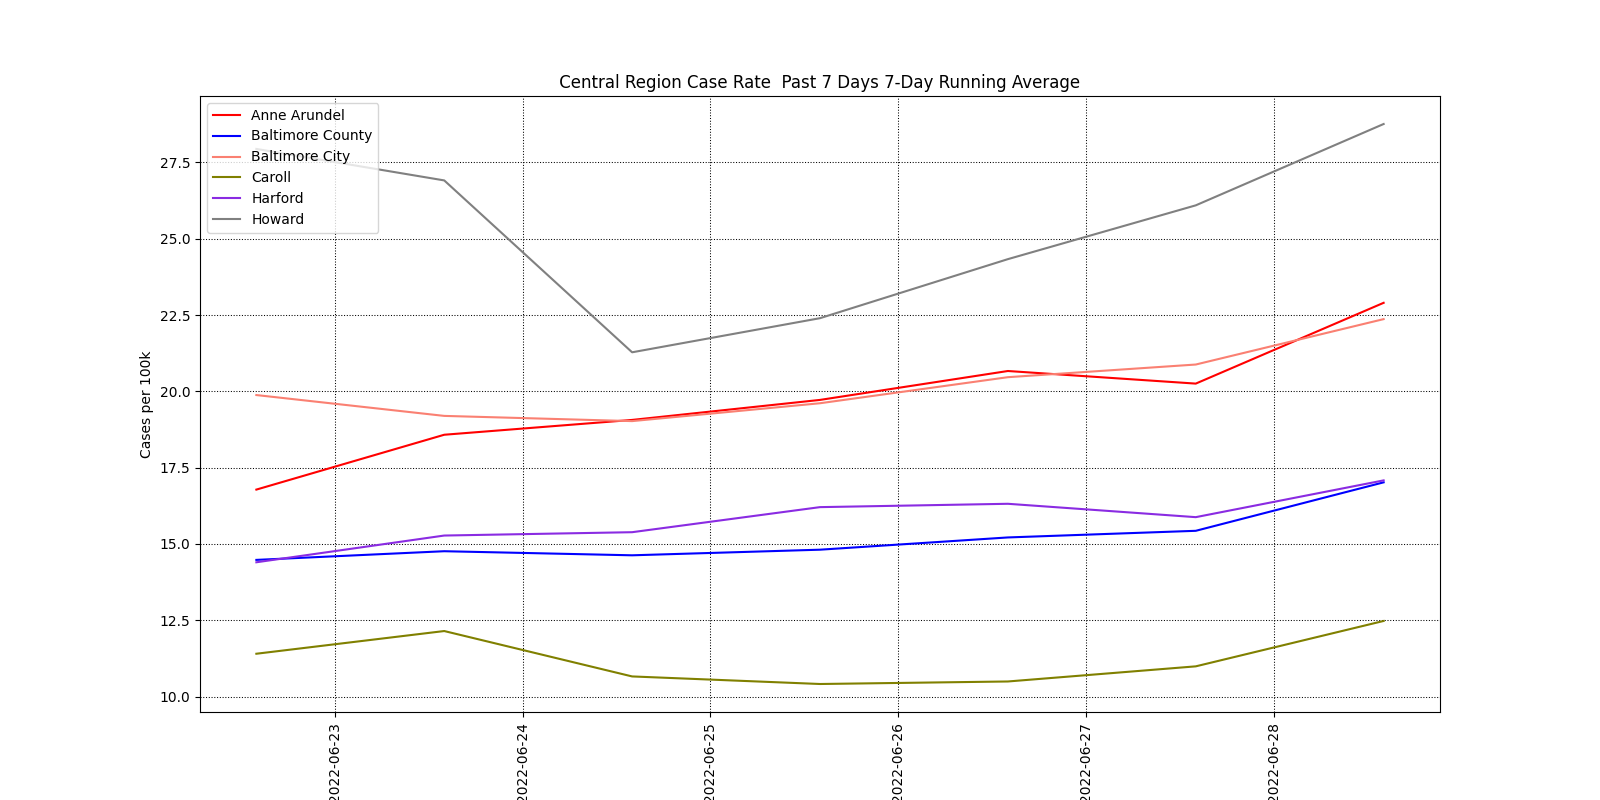 Central Region Case Rate  Past 7 Days 7-Day Running Average
Anne Arundel
Baltimore County
Baltimore City
Caroll
Harford
Howard
27.5
25.0
22.5
20.0
17.5
15.0
12.5
10.0
Cases per 100k
2022-06-23
2022-06-24
2022-06-25
2022-06-26
2022-06-27
2022-06-28